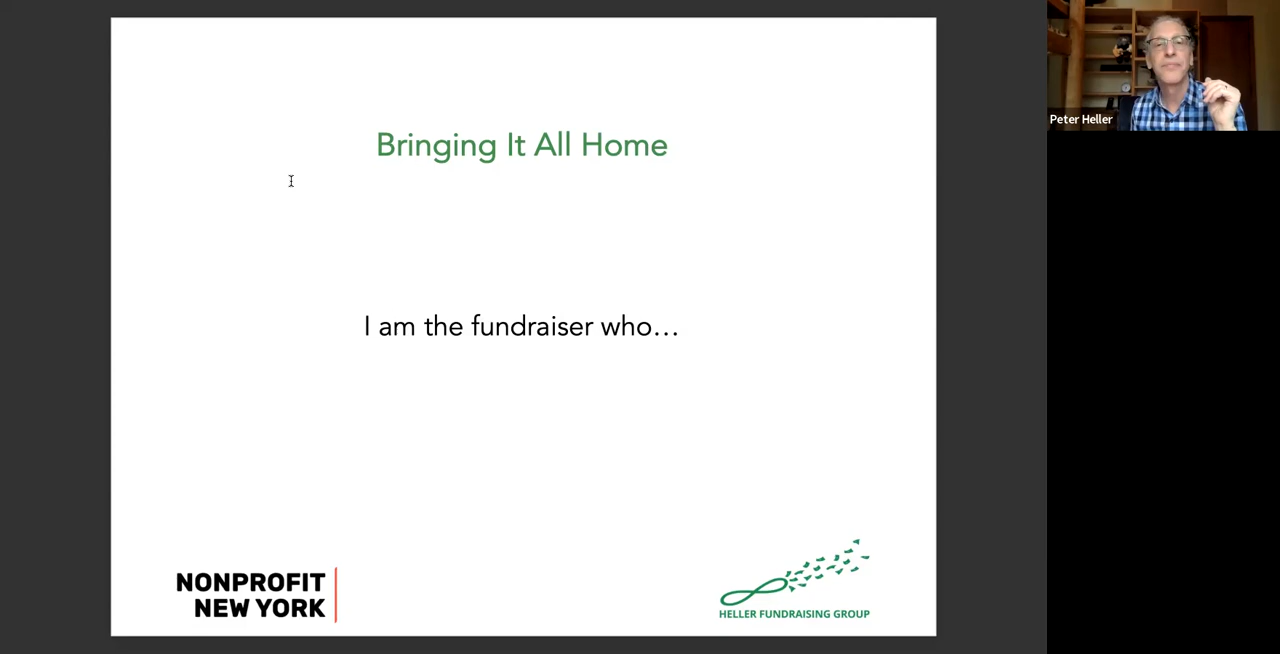 Bringing It All Home
I am the fundraiser who…
NONPROFIT
NEW YORK
HELLER FUNDRAISING GROUP
Peter Heller